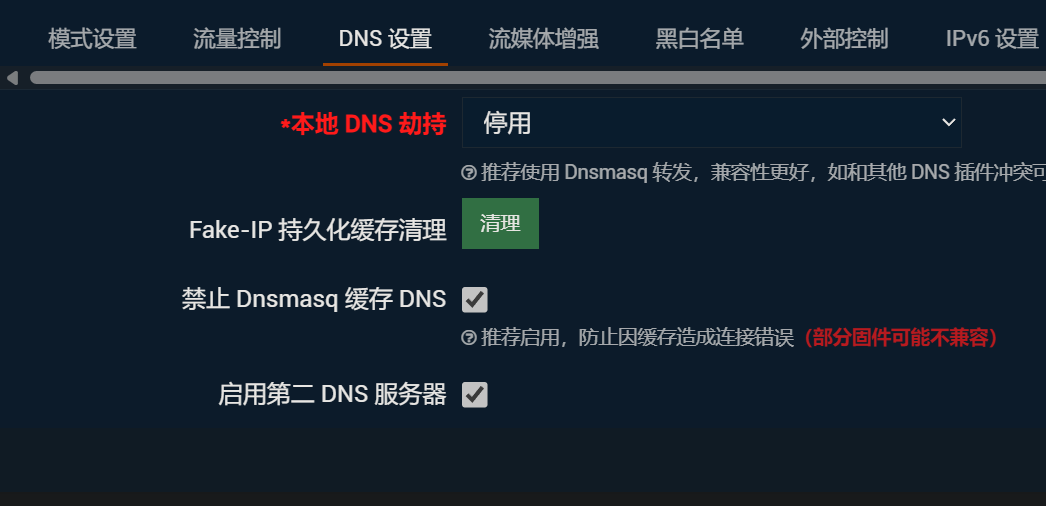 模式设置 流量控制 DNS 设置 流媒体增强 黑白名单 外部控制 IPv6 设置
*本地 DNS 劫持 停用
推荐使用 Dnsmasq 转发，兼容性更好，如和其他 DNS 插件冲突可
Fake-IP 持久化缓存清理 清理
禁止 Dnsmasq 缓存 DNS
推荐启用，防止因缓存造成连接错误（部分固件可能不兼容）
启用第二 DNS 服务器